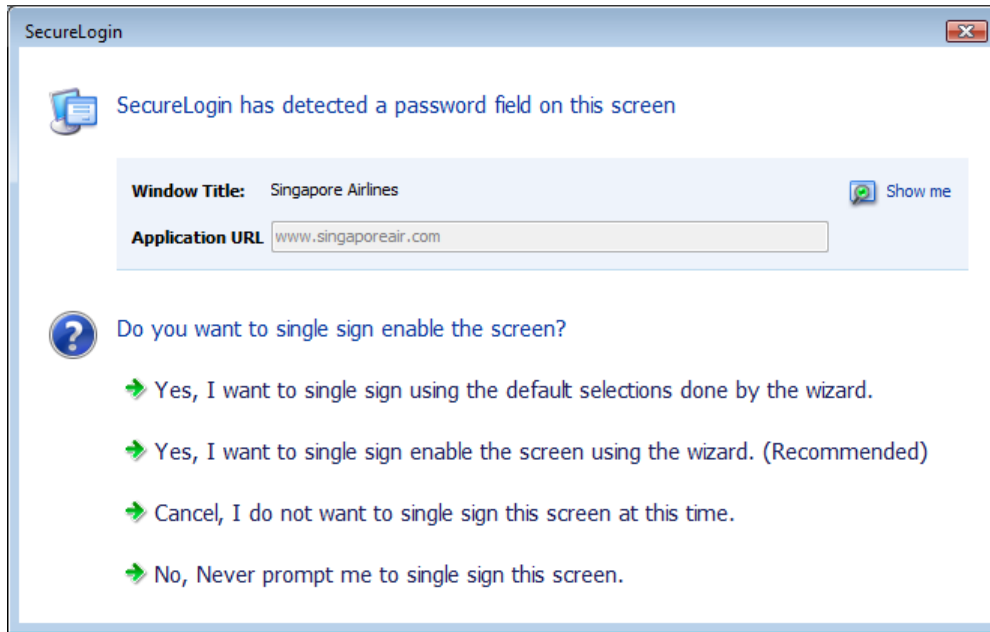 SecureLogin
SecureLogin has detected a password field on this screen
Window Title: Singapore Airlines
Show me
Application URL www.singaporeair.com
Do you want to single sign enable the screen?
Yes, I want to single sign using the default selections done by the wizard.
Yes, I want to single sign enable the screen using the wizard. (Recommended)
Cancel, I do not want to single sign this screen at this time.
No, Never prompt me to single sign this screen.